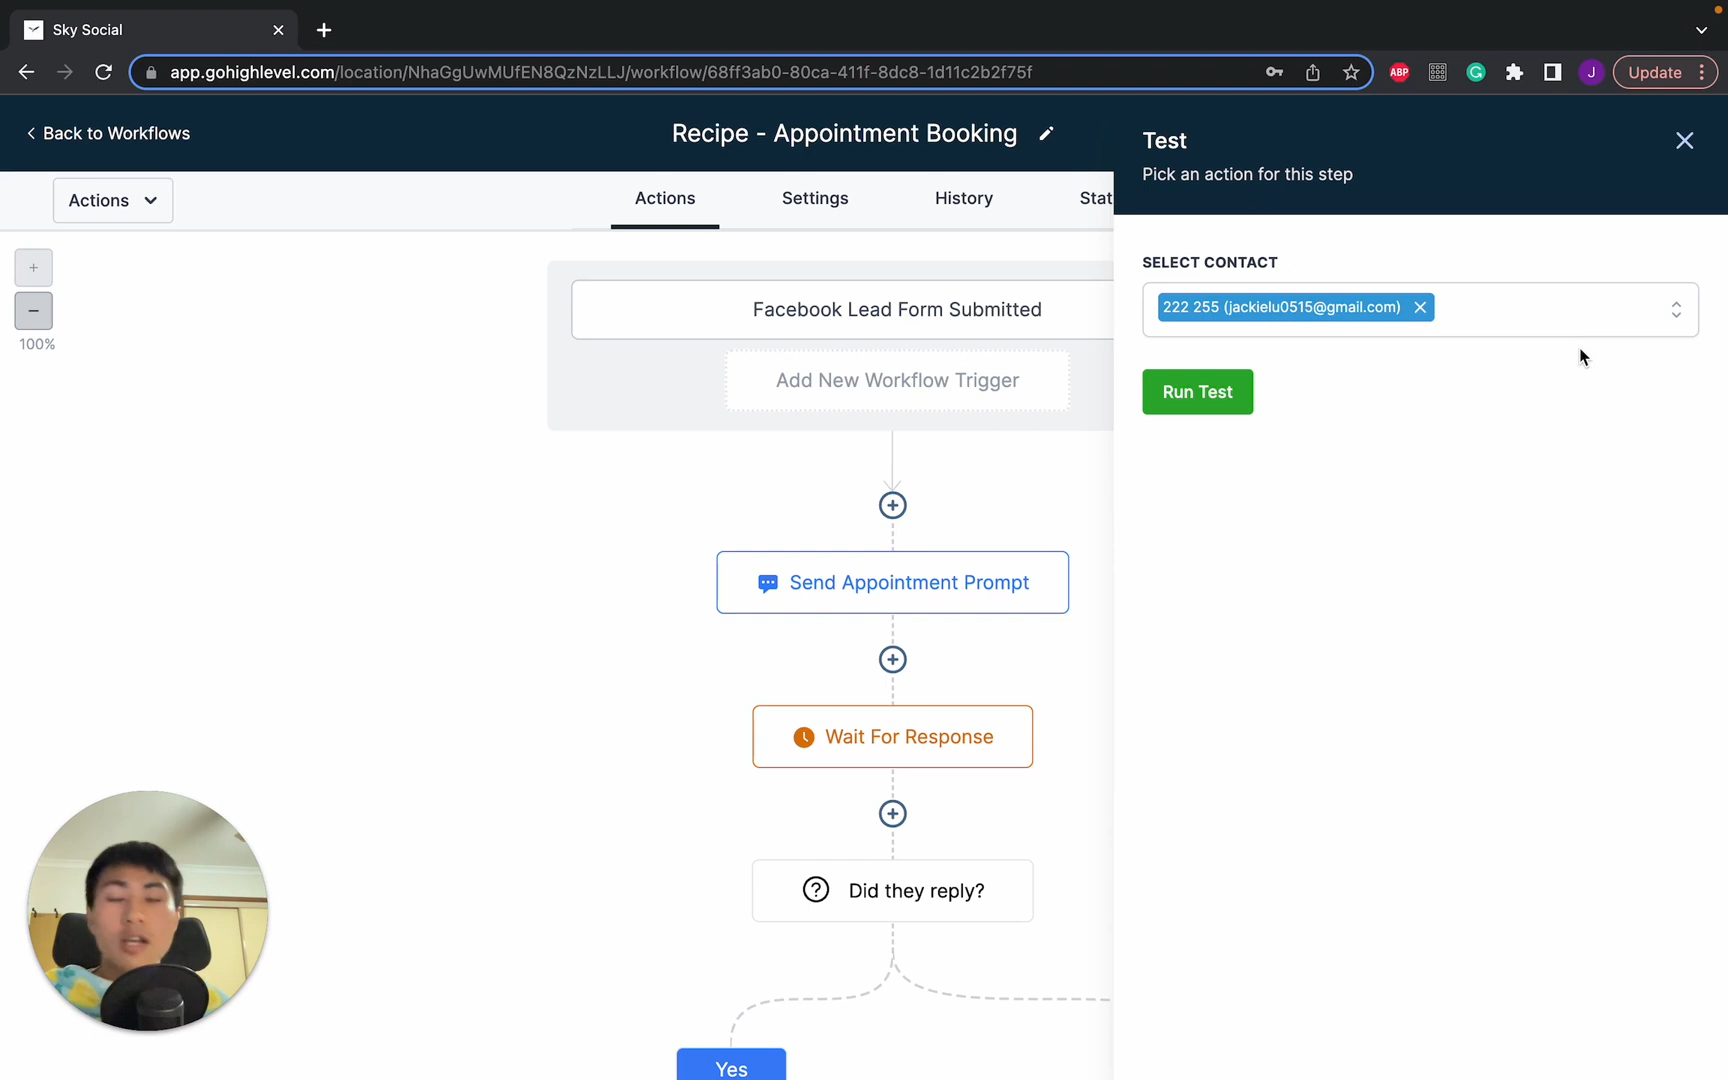 Sky Social
app.gohighlevel.com/location/NhaGgUwMUfEN8QzNzLLJ/workflow/68ff3ab0-80ca-411f-8dc8-1d11c2b2f75f
ABP
G
J
Update
Back to Workflows
Recipe - Appointment Booking
Test
Pick an action for this step
Actions
Actions
Settings
History
Stat
+
−
100%
SELECT CONTACT
222 255 (jackielu0515@gmail.com)
Run Test
Facebook Lead Form Submitted
Add New Workflow Trigger
Send Appointment Prompt
Wait For Response
Did they reply?
Yes